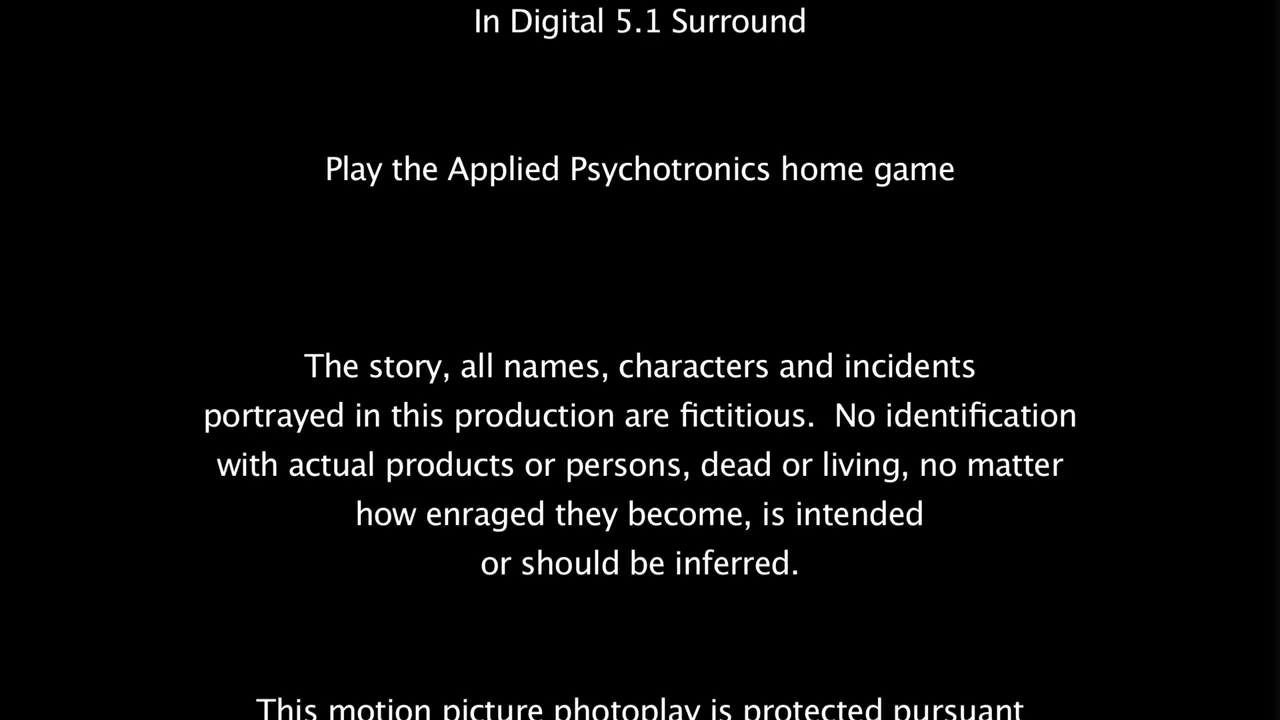 In Digital 5.1 Surround
Play the Applied Psychotronics home game
The story, all names, characters and incidents
portrayed in this production are fictitious.  No identification
with actual products or persons, dead or living, no matter
how enraged they become, is intended
or should be inferred.
This motion picture photoplay is protected pursuant